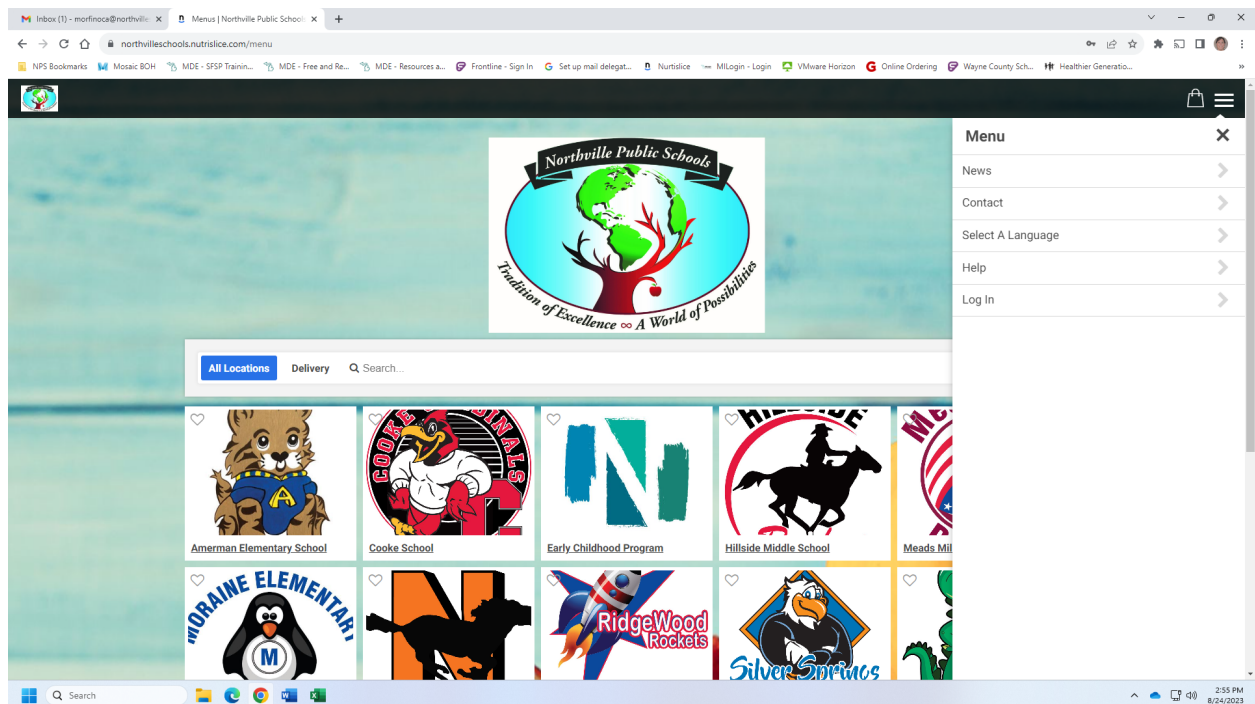 Inbox (1) - morfinoca@northville
Menus | Northville Public School
northvilleschools.nutrislice.com/menu
NPS Bookmarks
Mosaic BOH
MDE - SFSP Trainin...
MDE - Free and Re...
MDE - Resources a...
Frontline - Sign In
Set up mail delegat...
Nurtislice
MILogin - Login
VMware Horizon
Online Ordering
Wayne County Sch...
Healthier Generatio...
Northville Public Schools
Tradition of Excellence ∞ A World of Possibilities
Menu
News
Contact
Select A Language
Help
Log In
All Locations
Delivery
Search...
A
COOKE CARDINALS
C
N
HILLSIDE
Amerman Elementary School
Cooke School
Early Childhood Program
Hillside Middle School
Meads Mil
MORAINE ELEMENTARY
M
N
RidgeWood
Rockets
Silver Springs
Search
2:55 PM
8/24/2023